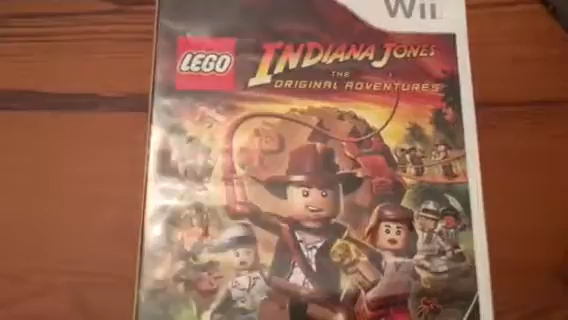 Wii
LEGO
INDIANA JONES
THE
ORIGINAL ADVENTURES